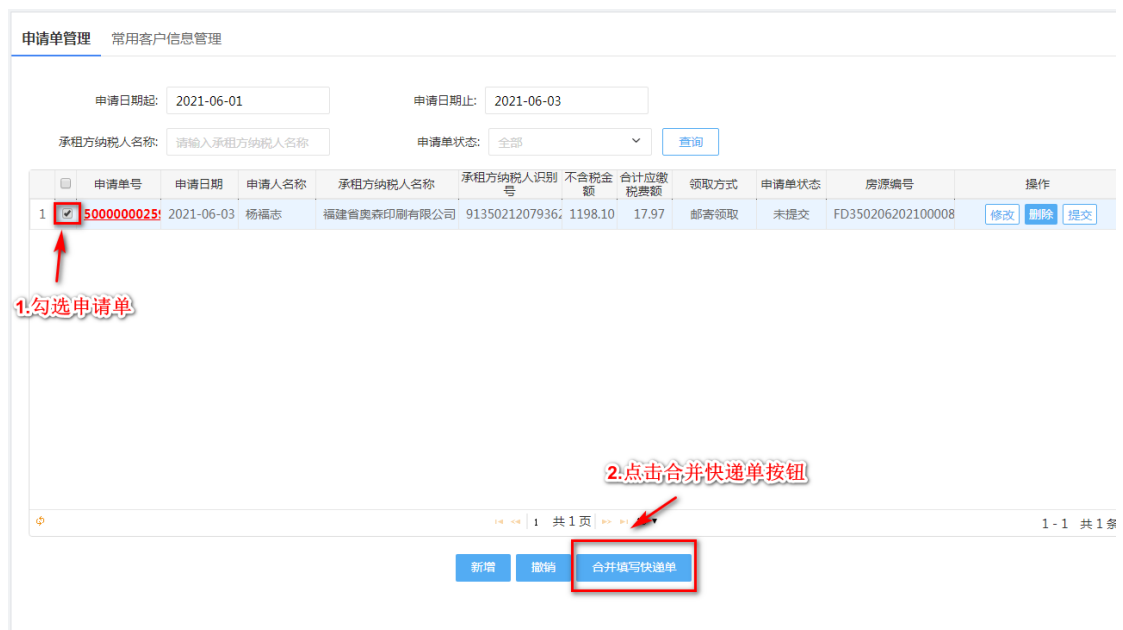 申请单管理 常用客户信息管理
申请日期起: 2021-06-01 申请日期止: 2021-06-03
承租方纳税人名称: 请输入承租方纳税人名称 申请单状态: 全部 查询
申请单号 申请日期 申请人名称 承租方纳税人名称 承租方纳税人识别号 不含税金额 合计应缴税费额 领取方式 申请单状态 房源编号 操作
1 50000000259 2021-06-03 杨福志 福建省奥森印刷有限公司 91350212079362 1198.10 17.97 邮寄领取 未提交 FD350206202100008 修改 删除 提交
1.勾选申请单
2.点击合并快递单按钮
1 共1页
1 - 1 共1条
新增 撤销 合并填写快递单